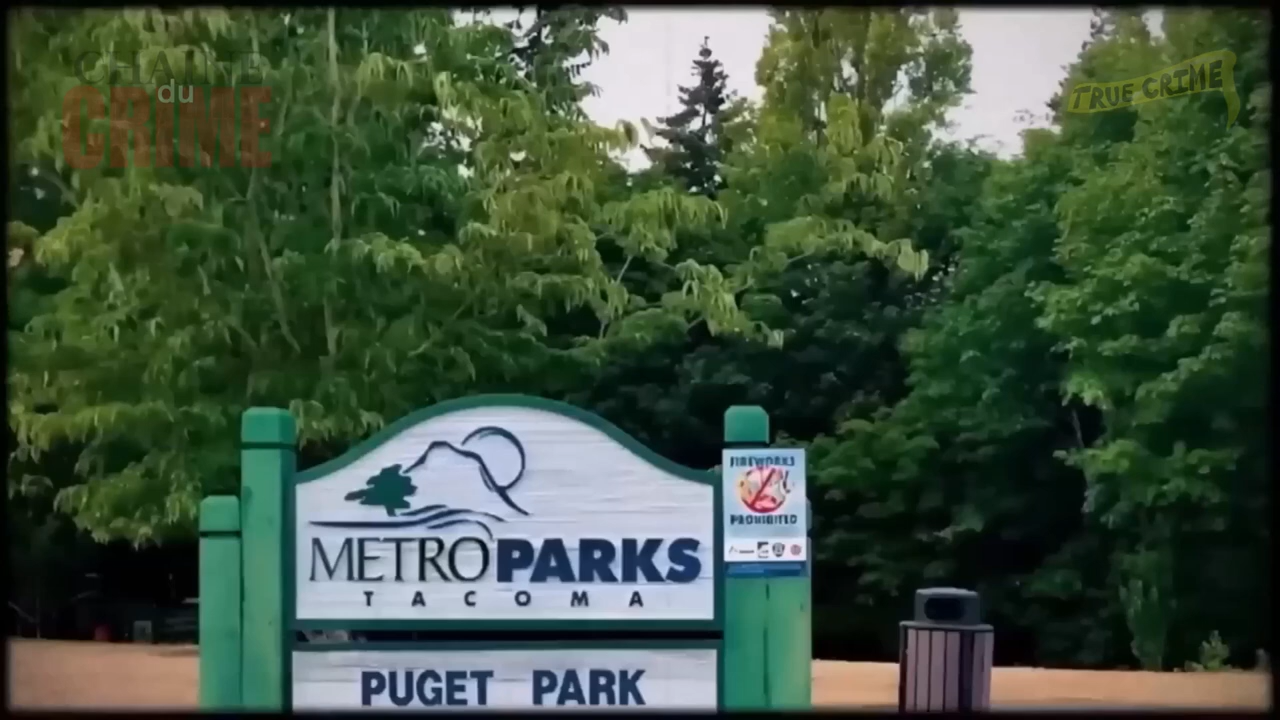 CHAINE
du
CRIME
TRUE CRIME
METROPARKS
TACOMA
PUGET PARK
FIREWORKS
PROHIBITED